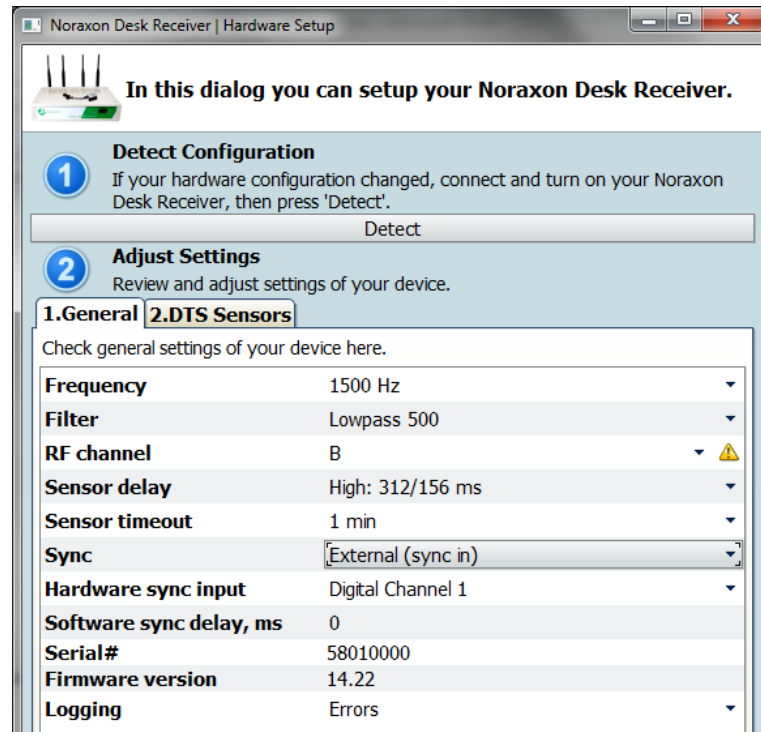 Noraxon Desk Receiver | Hardware Setup
In this dialog you can setup your Noraxon Desk Receiver.
1
Detect Configuration
If your hardware configuration changed, connect and turn on your Noraxon
Desk Receiver, then press 'Detect'.
Detect
2
Adjust Settings
Review and adjust settings of your device.
1.General 2.DTS Sensors
Check general settings of your device here.
Frequency 1500 Hz
Filter Lowpass 500
RF channel B
Sensor delay High: 312/156 ms
Sensor timeout 1 min
Sync External (sync in)
Hardware sync input Digital Channel 1
Software sync delay, ms 0
Serial# 58010000
Firmware version 14.22
Logging Errors